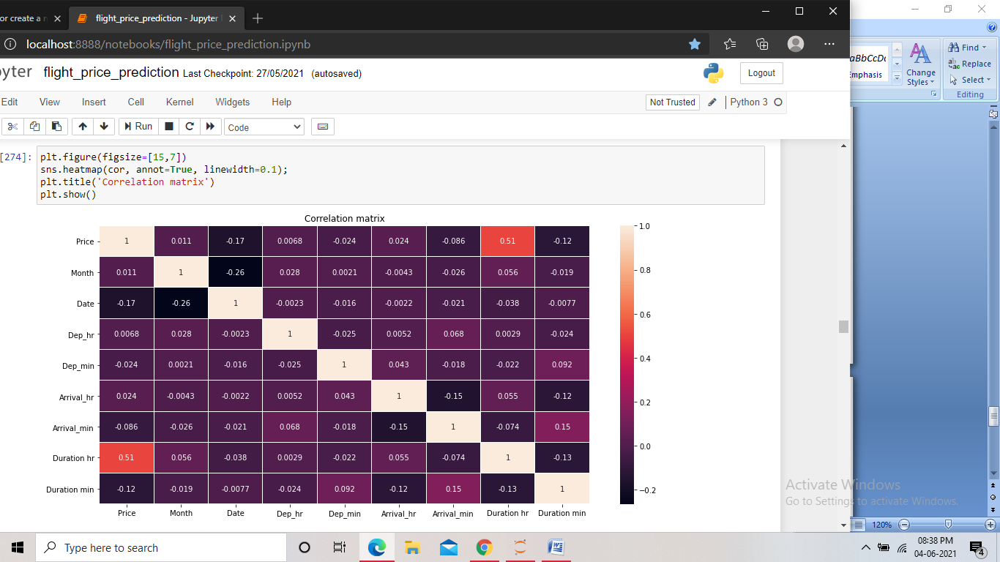 or create a n
flight_price_prediction - Jupyter
localhost:8888/notebooks/flight_price_prediction.ipynb
aBbCcDc
Emphasis
Change
Styles
Find
Replace
Select
Editing
yter flight_price_prediction Last Checkpoint: 27/05/2021 (autosaved)
Logout
Edit View Insert Cell Kernel Widgets Help
Not Trusted Python 3
Run Code
[274]: plt.figure(figsize=[15,7])
sns.heatmap(cor, annot=True, linewidth=0.1);
plt.title('Correlation matrix')
plt.show()
Correlation matrix
Price 1 0.011 -0.17 0.0068 -0.024 0.024 -0.086 0.51 -0.12
Month 0.011 1 -0.26 0.028 0.0021 -0.0043 -0.026 0.056 -0.019
Date -0.17 -0.26 1 -0.0023 -0.016 -0.0022 -0.021 -0.038 -0.0077
Dep_hr 0.0068 0.028 -0.0023 1 -0.025 0.0052 0.068 0.0029 -0.024
Dep_min -0.024 0.0021 -0.016 -0.025 1 0.043 -0.018 -0.022 0.092
Arrival_hr 0.024 -0.0043 -0.0022 0.0052 0.043 1 -0.15 0.055 -0.12
Arrival_min -0.086 -0.026 -0.021 0.068 -0.018 -0.15 1 -0.074 0.15
Duration hr 0.51 0.056 -0.038 0.0029 -0.022 0.055 -0.074 1 -0.13
Duration min -0.12 -0.019 -0.0077 -0.024 0.092 -0.12 0.15 -0.13 1
Price Month Date Dep_hr Dep_min Arrival_hr Arrival_min Duration hr Duration min
1.0
0.8
0.6
0.4
0.2
0.0
−0.2
Activate Windows
Go to Settings to activate Windows.
120%
Type here to search
08:38 PM
04-06-2021
4